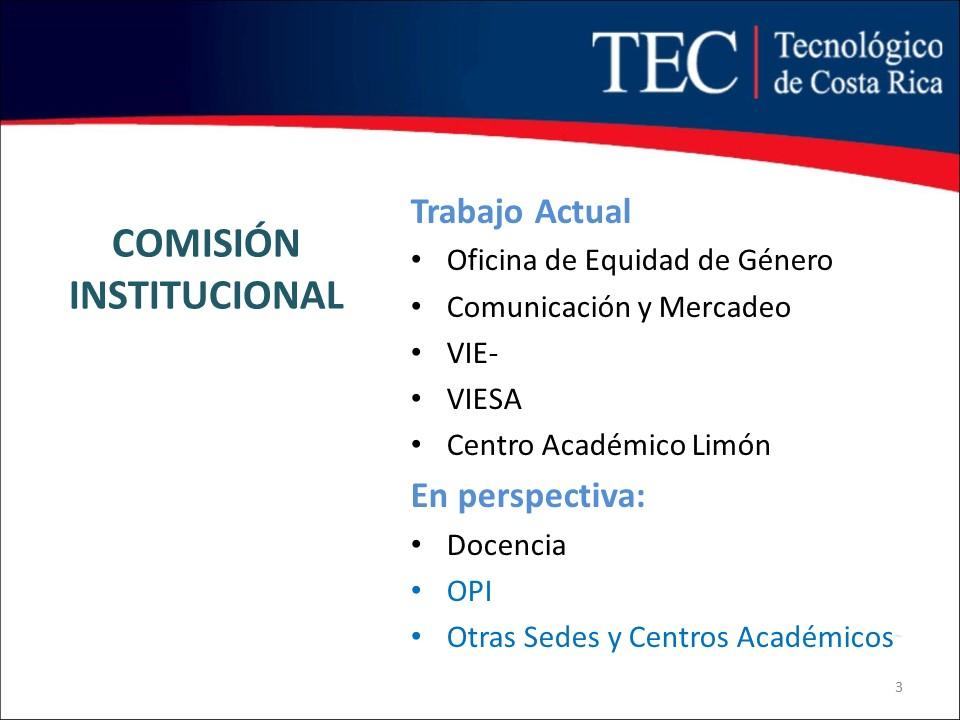 TEC | Tecnológico
de Costa Rica
COMISIÓN
INSTITUCIONAL
Trabajo Actual
• Oficina de Equidad de Género
• Comunicación y Mercadeo
• VIE-
• VIESA
• Centro Académico Limón
En perspectiva:
• Docencia
• OPI
• Otras Sedes y Centros Académicos
3